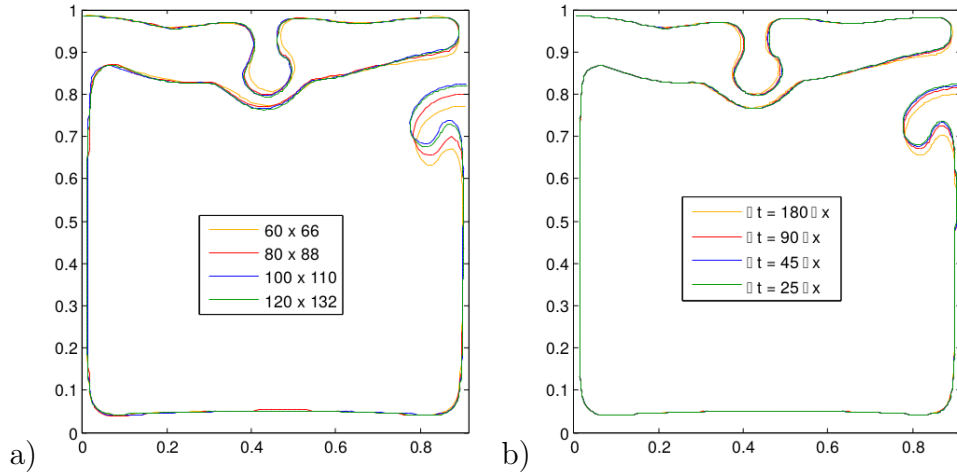 1
0.9
0.8
0.7
0.6
0.5
0.4
0.3
0.2
0.1
0
0 0.2 0.4 0.6 0.8
60 x 66
80 x 88
100 x 110
120 x 132
a)
1
0.9
0.8
0.7
0.6
0.5
0.4
0.3
0.2
0.1
0
0 0.2 0.4 0.6 0.8
▯ t = 180 ▯ x
▯ t = 90 ▯ x
▯ t = 45 ▯ x
▯ t = 25 ▯ x
b)